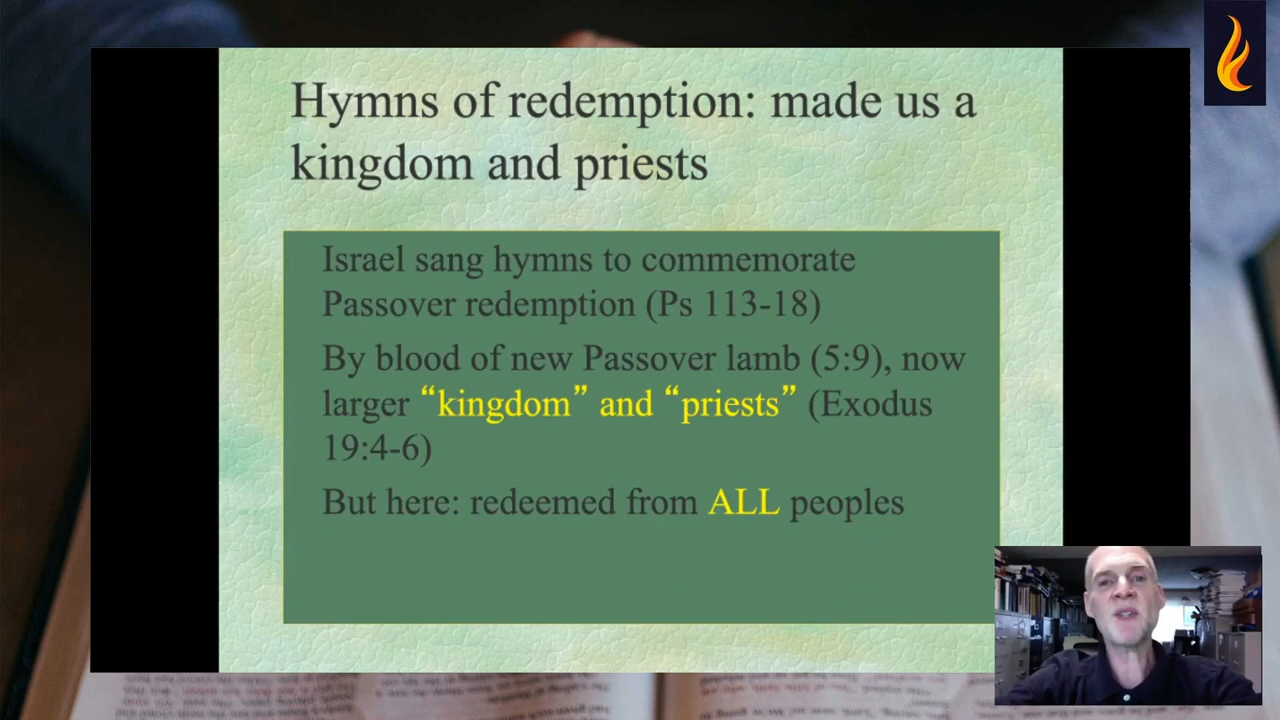 Hymns of redemption: made us a
kingdom and priests
Israel sang hymns to commemorate
Passover redemption (Ps 113-18)
By blood of new Passover lamb (5:9), now
larger “kingdom” and “priests” (Exodus
19:4-6)
But here: redeemed from ALL peoples